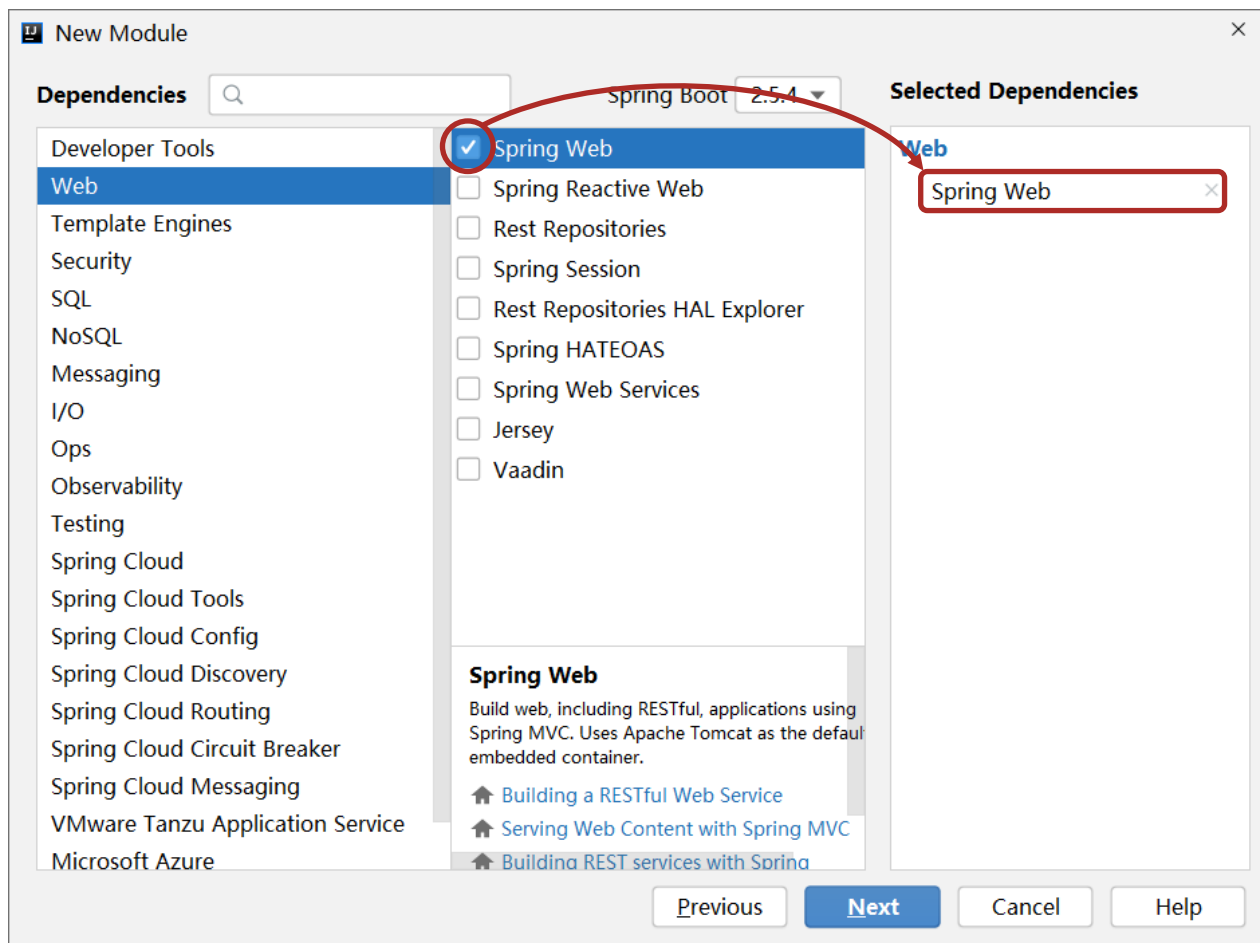 New Module
Dependencies
Spring Boot 2.5.4
Selected Dependencies
Developer Tools
Web
Template Engines
Security
SQL
NoSQL
Messaging
I/O
Ops
Observability
Testing
Spring Cloud
Spring Cloud Tools
Spring Cloud Config
Spring Cloud Discovery
Spring Cloud Routing
Spring Cloud Circuit Breaker
Spring Cloud Messaging
VMware Tanzu Application Service
Microsoft Azure
Spring Web
Spring Reactive Web
Rest Repositories
Spring Session
Rest Repositories HAL Explorer
Spring HATEOAS
Spring Web Services
Jersey
Vaadin
Spring Web
Build web, including RESTful, applications using
Spring MVC. Uses Apache Tomcat as the defaul
embedded container.
Building a RESTful Web Service
Serving Web Content with Spring MVC
Building REST services with Spring
Web
Spring Web
Previous
Next
Cancel
Help